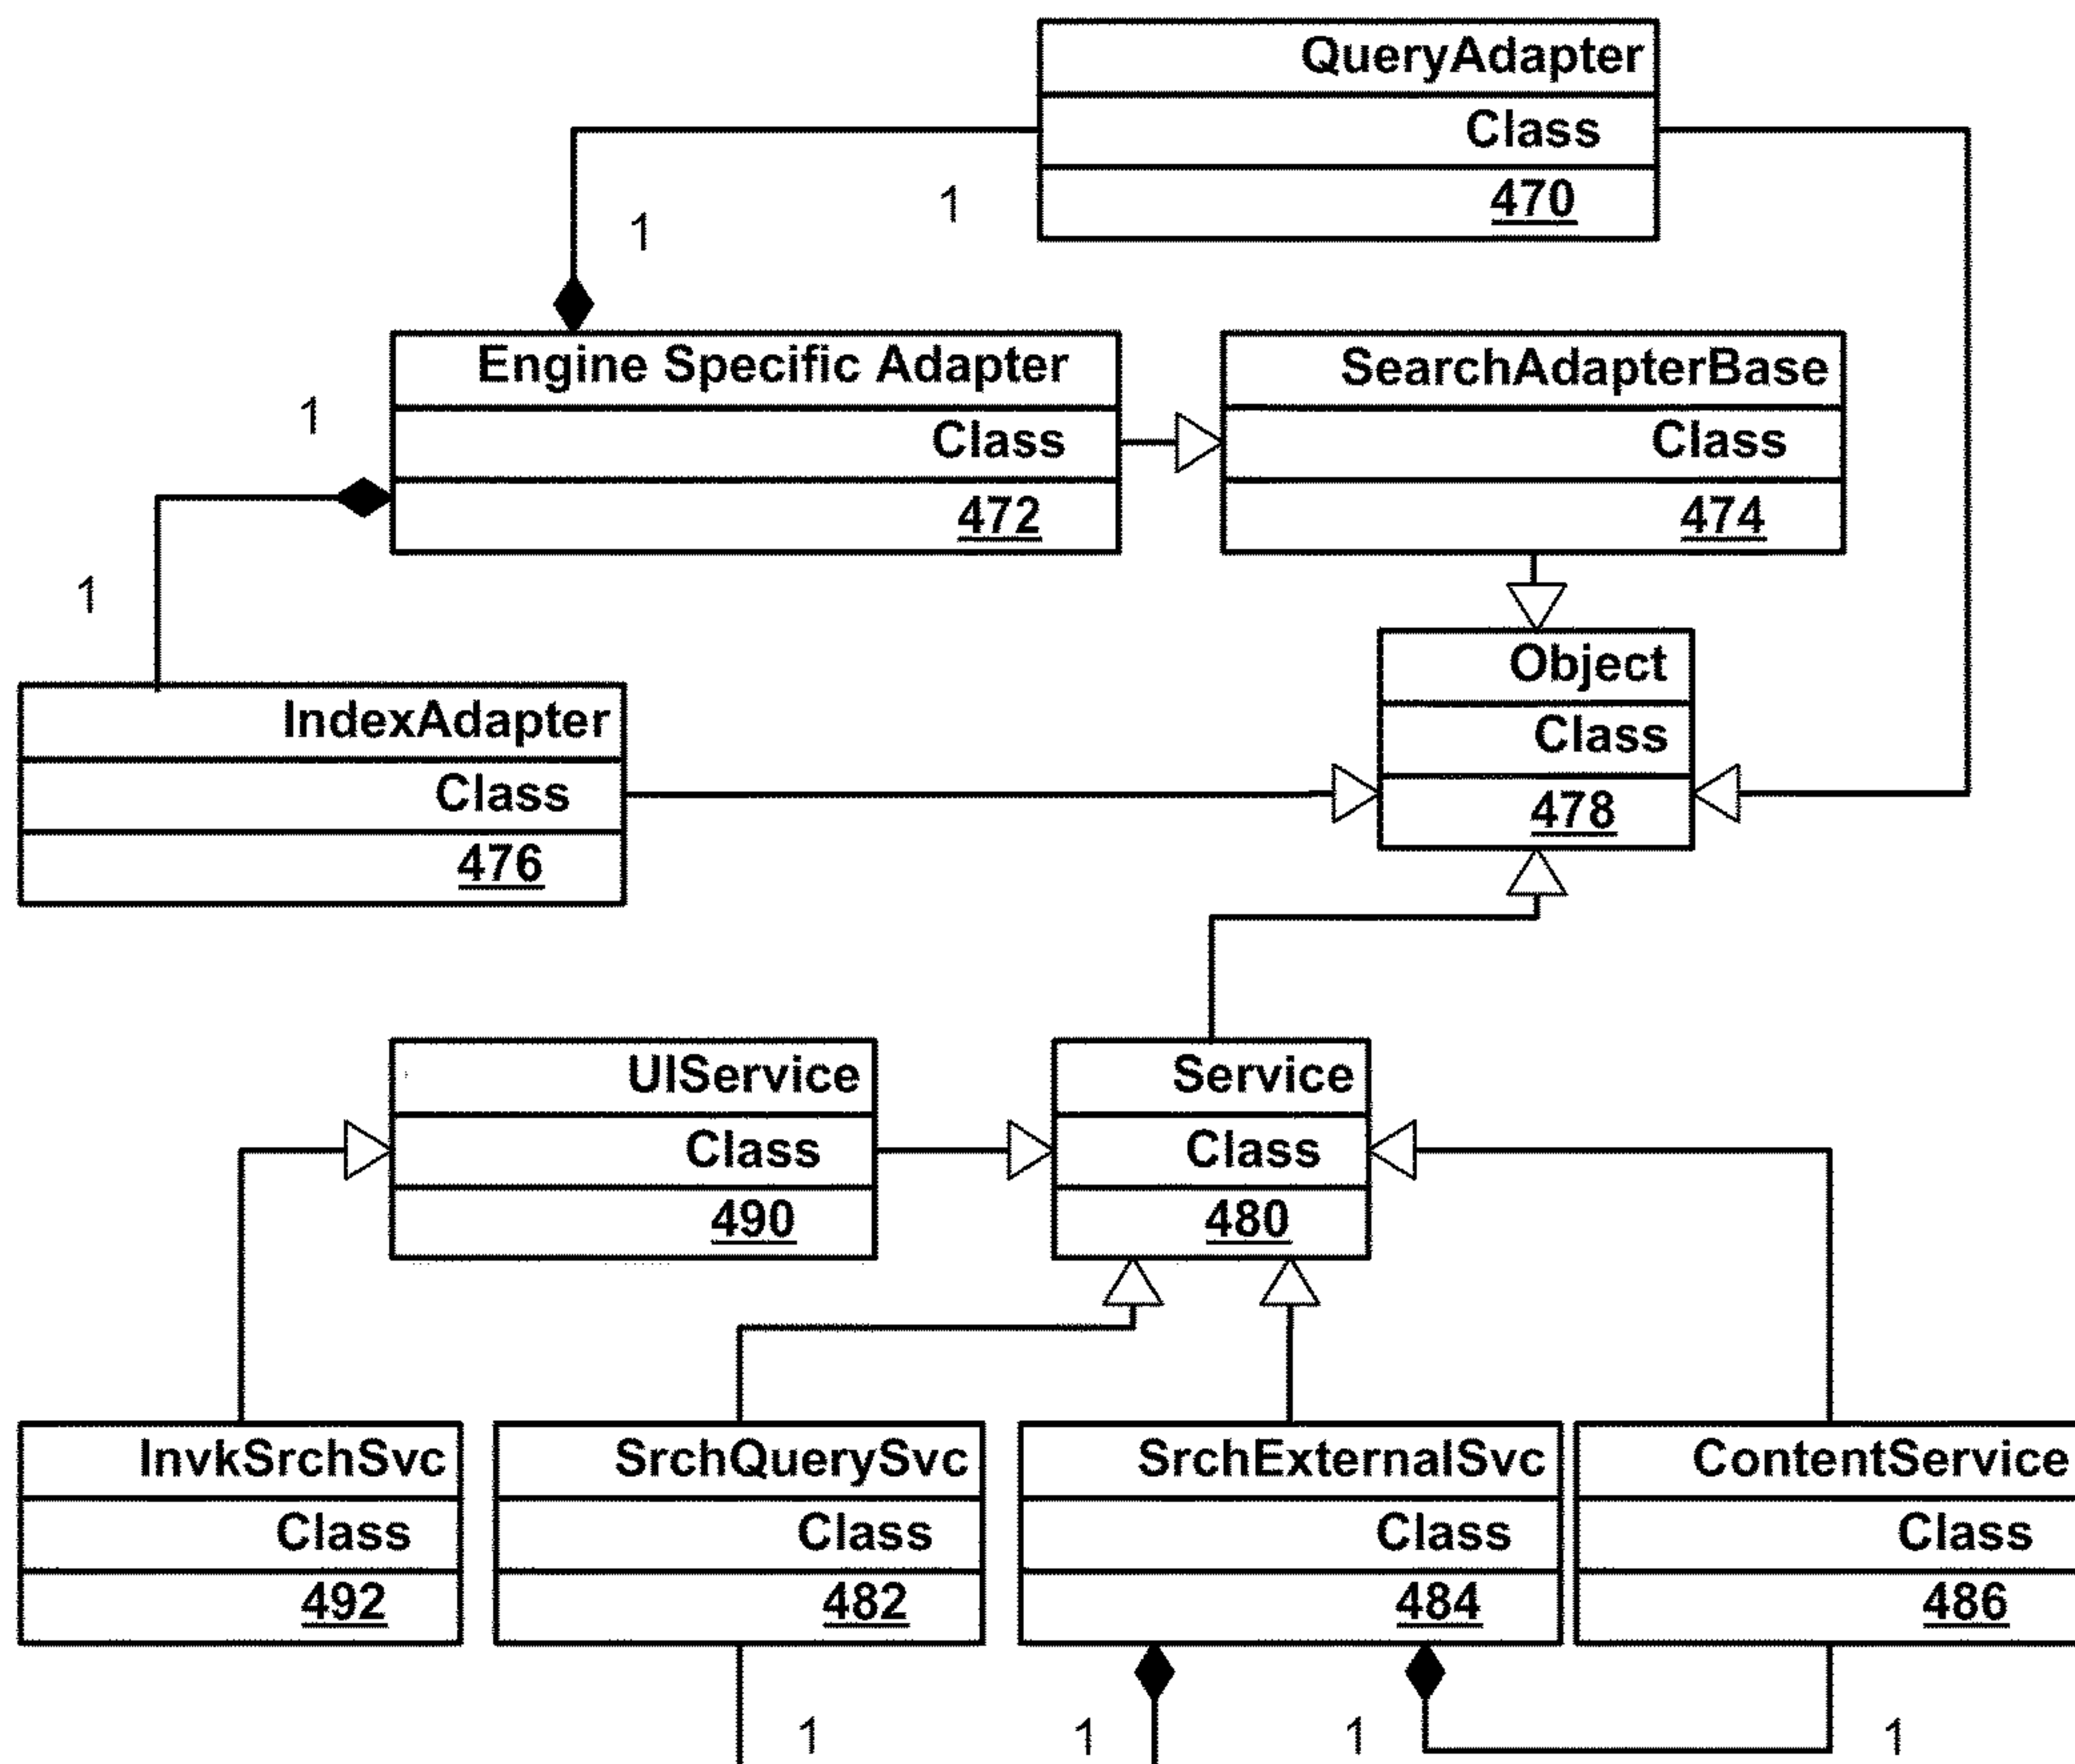 QueryAdapter
Class
470
1
1
Engine Specific Adapter
Class
472
SearchAdapterBase
Class
474
1
1
IndexAdapter
Class
476
Object
Class
478
UIService
Class
490
Service
Class
480
InvkSrchSvc
Class
492
SrchQuerySvc
Class
482
SrchExternalSvc
Class
484
ContentService
Class
486
1
1
1
1